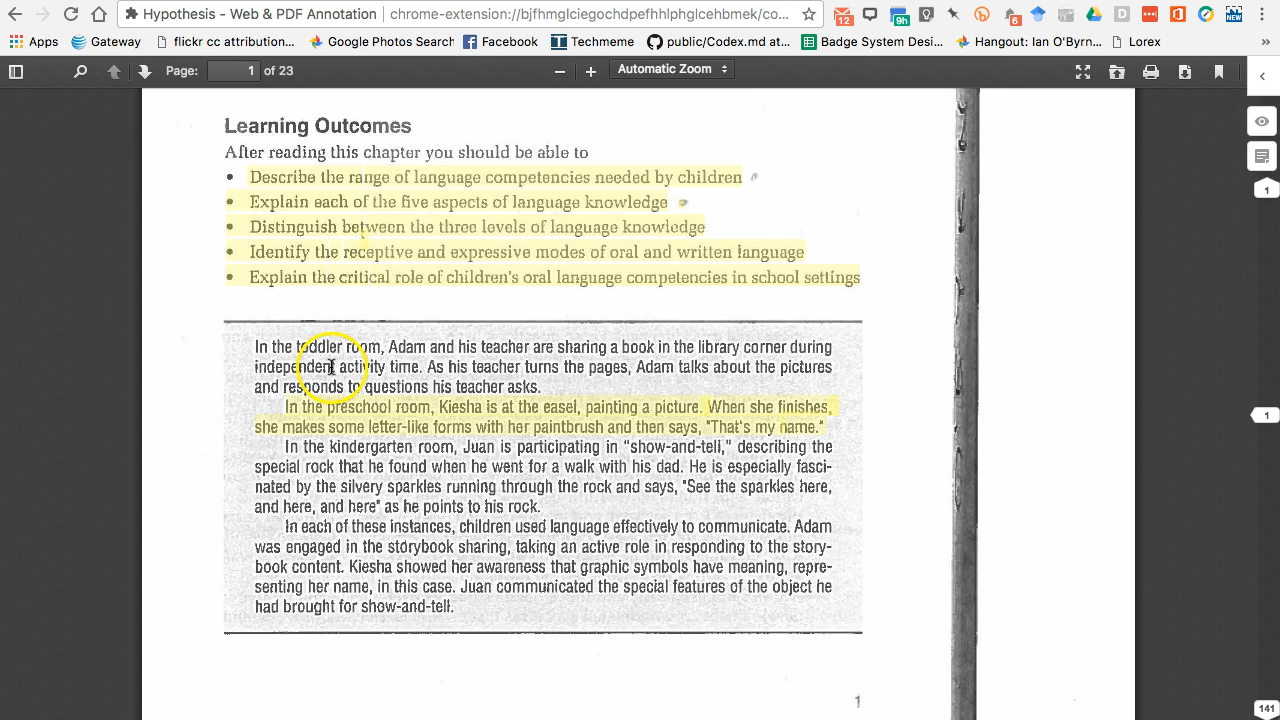 Hypothesis - Web & PDF Annotation | chrome-extension://bjfhmglciegochdpefhhlphglcehbmek/co...
12 9h 6 NEW
Apps Gateway flickr cc attribution... Google Photos Search Facebook Techmeme public/Codex.md at... Badge System Desi... Hangout: Ian O'Byrn... Lorex »
Page: 1 of 23 Automatic Zoom
Learning Outcomes
After reading this chapter you should be able to
• Describe the range of language competencies needed by children
• Explain each of the five aspects of language knowledge
• Distinguish between the three levels of language knowledge
• Identify the receptive and expressive modes of oral and written language
• Explain the critical role of children's oral language competencies in school settings
1
In the toddler room, Adam and his teacher are sharing a book in the library corner during
independent activity time. As his teacher turns the pages, Adam talks about the pictures
and responds to questions his teacher asks.
In the preschool room, Kiesha is at the easel, painting a picture. When she finishes,
she makes some letter-like forms with her paintbrush and then says, "That's my name."
In the kindergarten room, Juan is participating in "show-and-tell," describing the
special rock that he found when he went for a walk with his dad. He is especially fasci-
nated by the silvery sparkles running through the rock and says, "See the sparkles here,
and here, and here" as he points to his rock.
In each of these instances, children used language effectively to communicate. Adam
was engaged in the storybook sharing, taking an active role in responding to the story-
book content. Kiesha showed her awareness that graphic symbols have meaning, repre-
senting her name, in this case. Juan communicated the special features of the object he
had brought for show-and-tell.
1
1
141